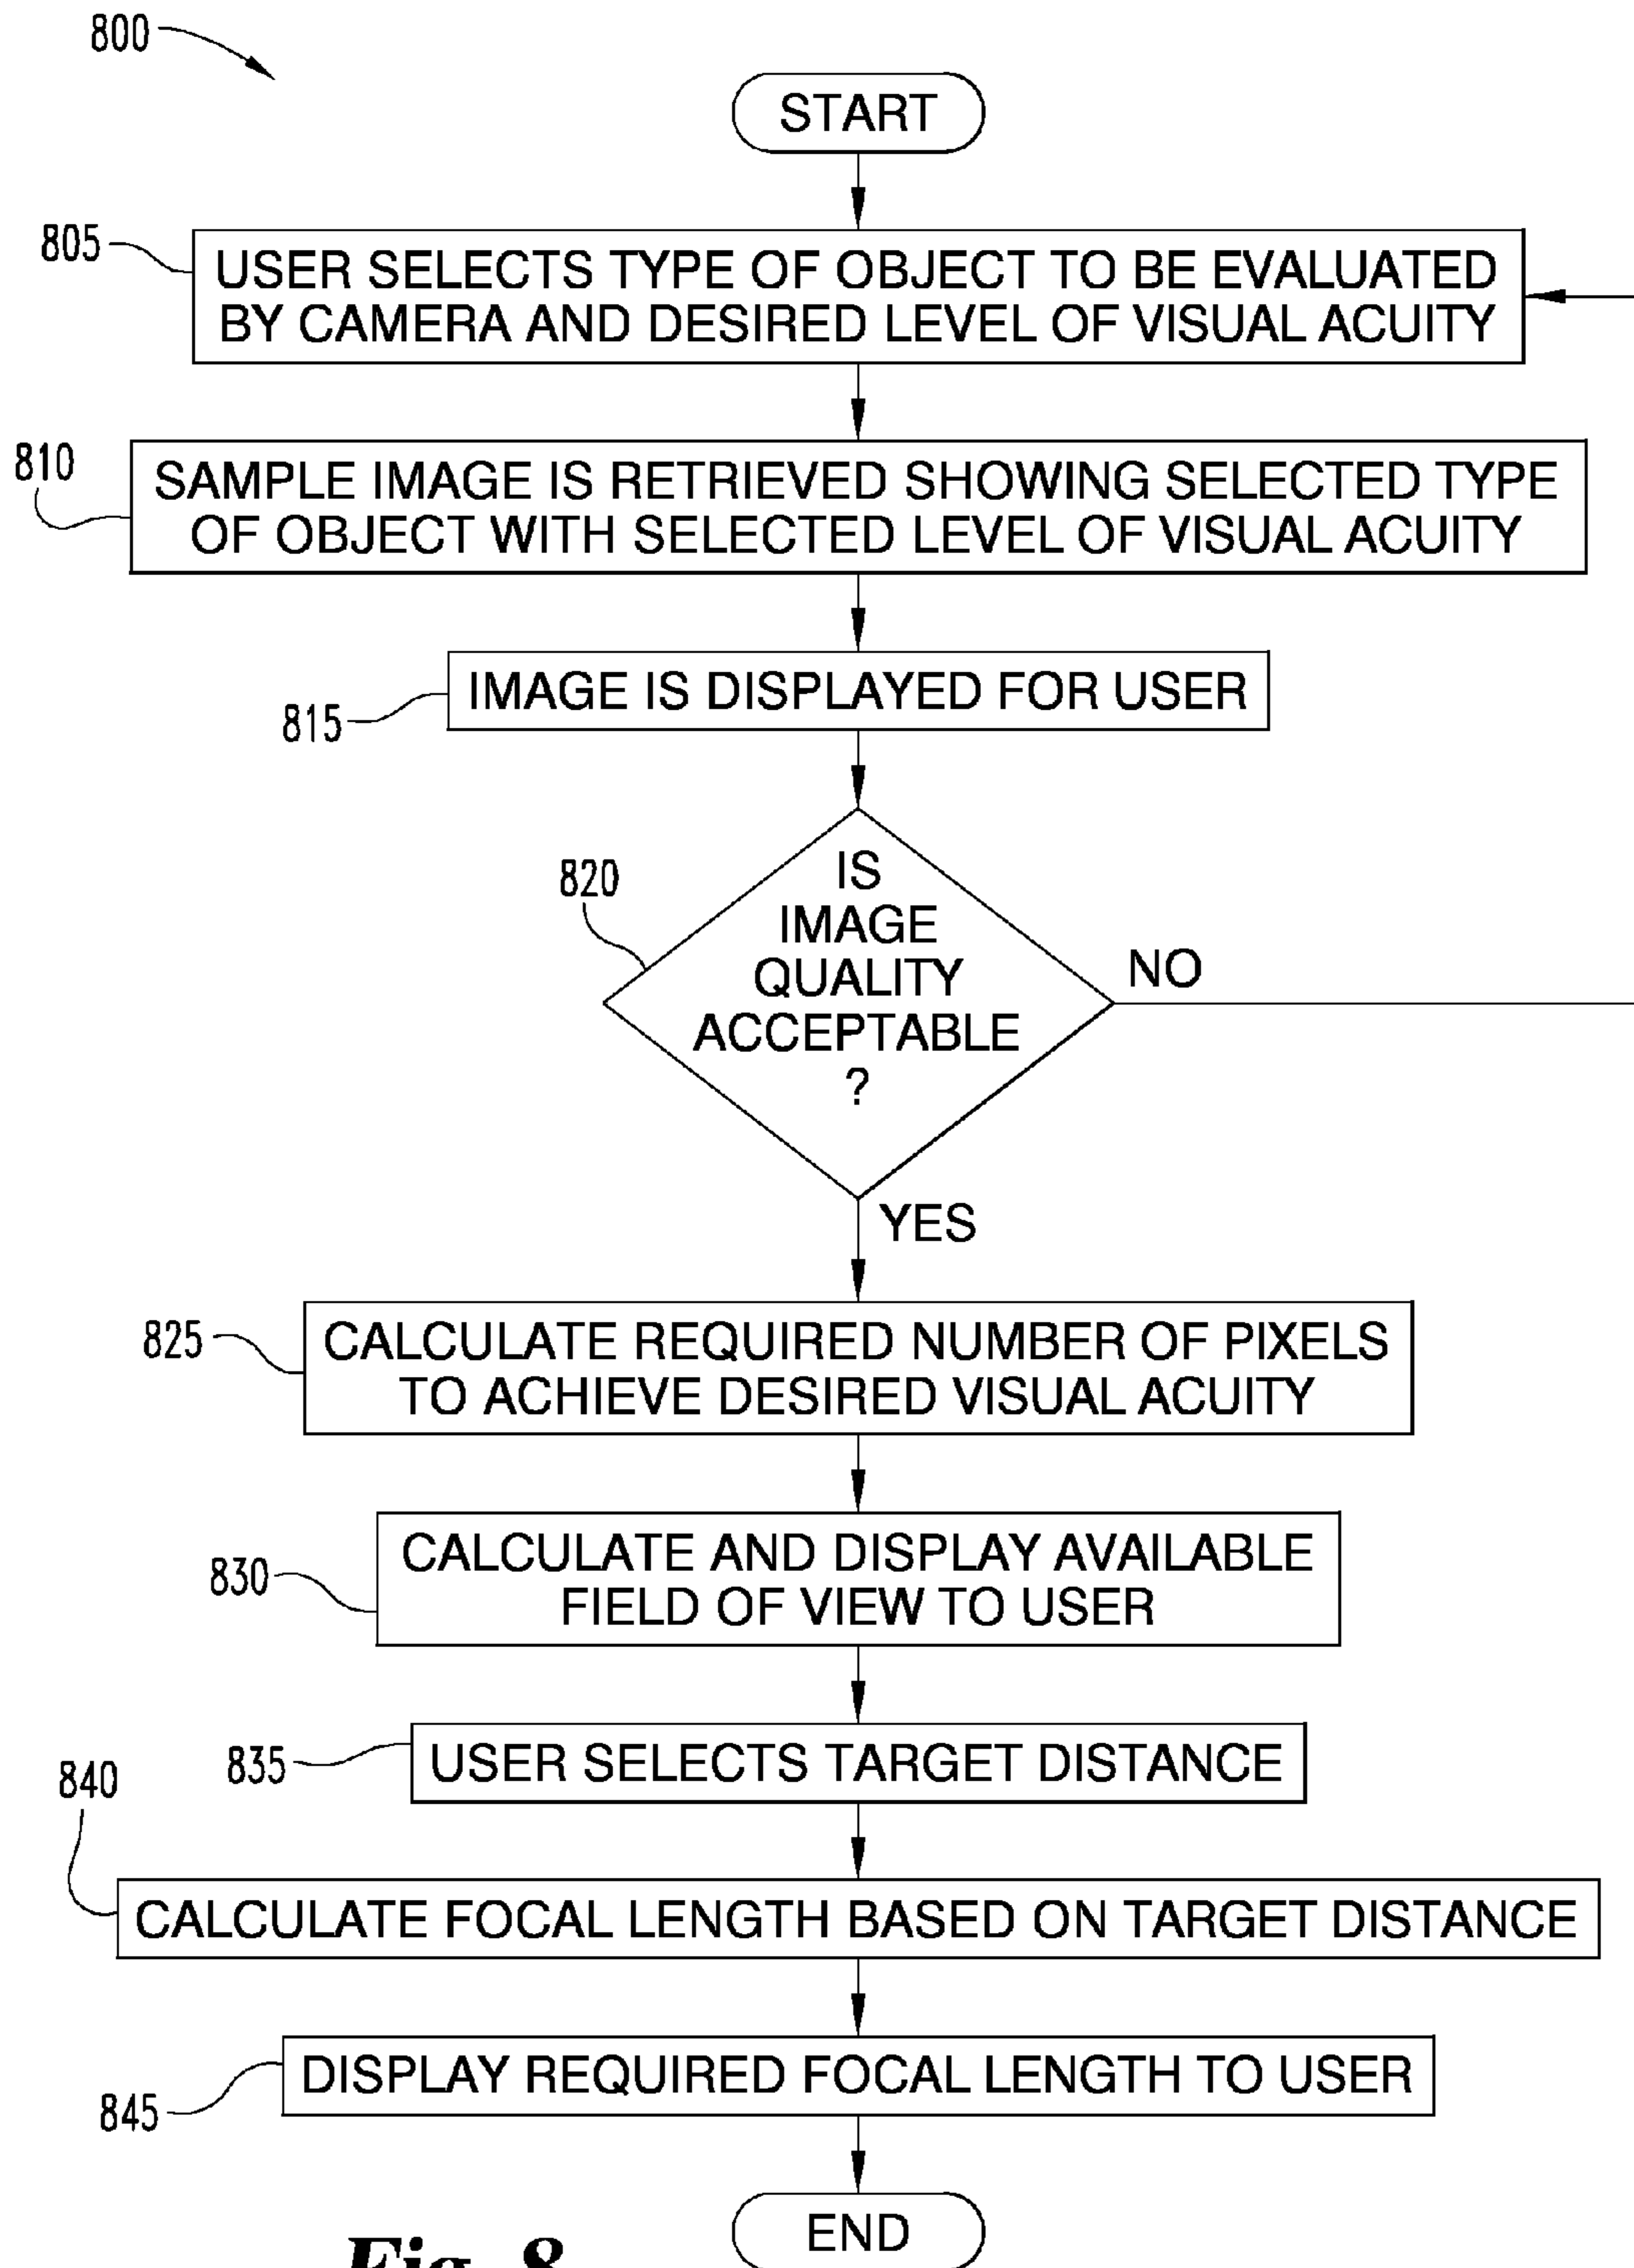 800
START
805
USER SELECTS TYPE OF OBJECT TO BE EVALUATED
BY CAMERA AND DESIRED LEVEL OF VISUAL ACUITY
810
SAMPLE IMAGE IS RETRIEVED SHOWING SELECTED TYPE
OF OBJECT WITH SELECTED LEVEL OF VISUAL ACUITY
815
IMAGE IS DISPLAYED FOR USER
820
IS
IMAGE
QUALITY
ACCEPTABLE
?
NO
YES
825
CALCULATE REQUIRED NUMBER OF PIXELS
TO ACHIEVE DESIRED VISUAL ACUITY
830
CALCULATE AND DISPLAY AVAILABLE
FIELD OF VIEW TO USER
835
USER SELECTS TARGET DISTANCE
840
CALCULATE FOCAL LENGTH BASED ON TARGET DISTANCE
845
DISPLAY REQUIRED FOCAL LENGTH TO USER
END
Fig. 8